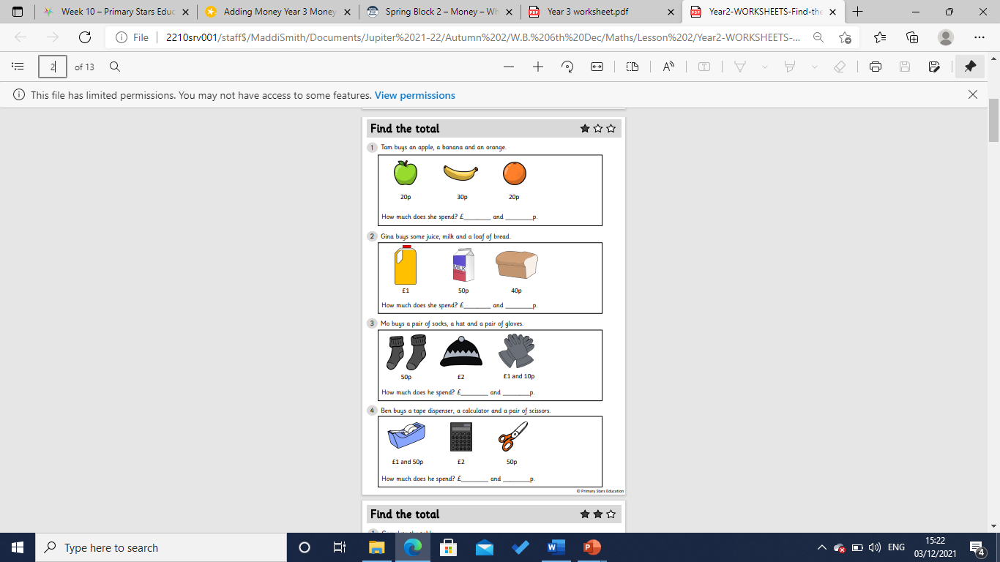 Week 10 – Primary Stars Educ
Adding Money Year 3 Money
Spring Block 2 – Money – Wh
Year 3 worksheet.pdf
Year2-WORKSHEETS-Find-the
File
2210srv001/staff$/MaddiSmith/Documents/Jupiter%2021-22/Autumn%202/W.B.%206th%20Dec/Maths/Lesson%202/Year2-WORKSHEETS-...
2 of 13
This file has limited permissions. You may not have access to some features. View permissions
Find the total
1 Tam buys an apple, a banana and an orange.
20p 30p 20p
How much does she spend? £________ and ________p.
2 Gina buys some juice, milk and a loaf of bread.
MILK
£1 50p 40p
How much does she spend? £________ and ________p.
3 Mo buys a pair of socks, a hat and a pair of gloves.
50p £2 £1 and 10p
How much does he spend? £________ and ________p.
4 Ben buys a tape dispenser, a calculator and a pair of scissors.
£1 and 50p £2 50p
How much does he spend? £________ and ________p.
© Primary Stars Education
Find the total
Type here to search
ENG
15:22
03/12/2021
4